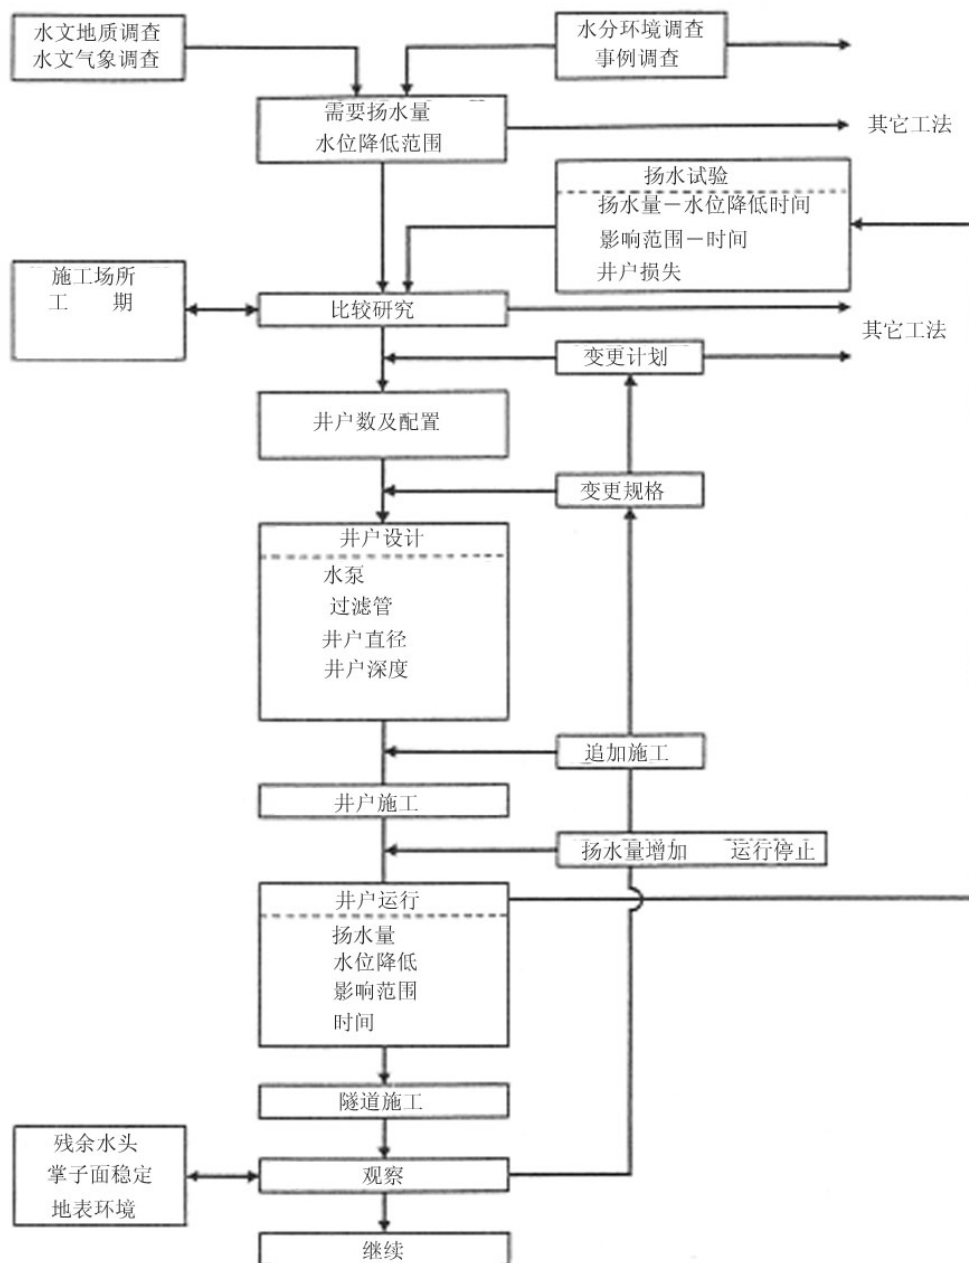 水文地质调查
水文气象调查
水分环境调查
事例调查
需要扬水量
水位降低范围
其它工法
扬水试验
扬水量－水位降低时间
影响范围－时间
井户损失
施工场所
工 期
比较研究
其它工法
变更计划
井户数及配置
变更规格
井户设计
水泵
过滤管
井户直径
井户深度
追加施工
井户施工
扬水量增加 运行停止
井户运行
扬水量
水位降低
影响范围
时间
隧道施工
残余水头
掌子面稳定
地表环境
观察
继续